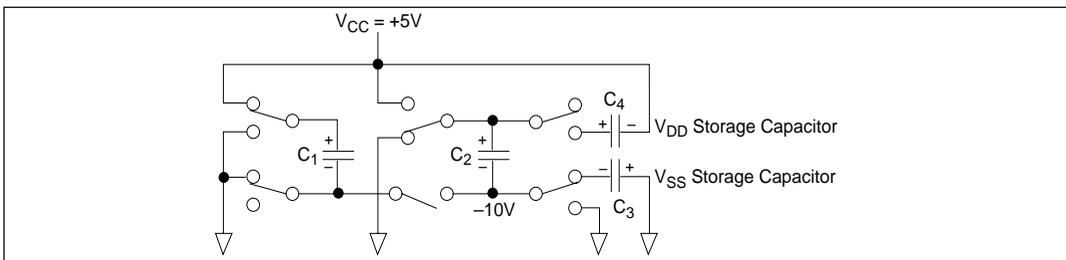 V_CC = +5V
C_4
+ –
V_DD Storage Capacitor
+
C_1
–
+
C_2
–
– +
V_SS Storage Capacitor
–10V
C_3